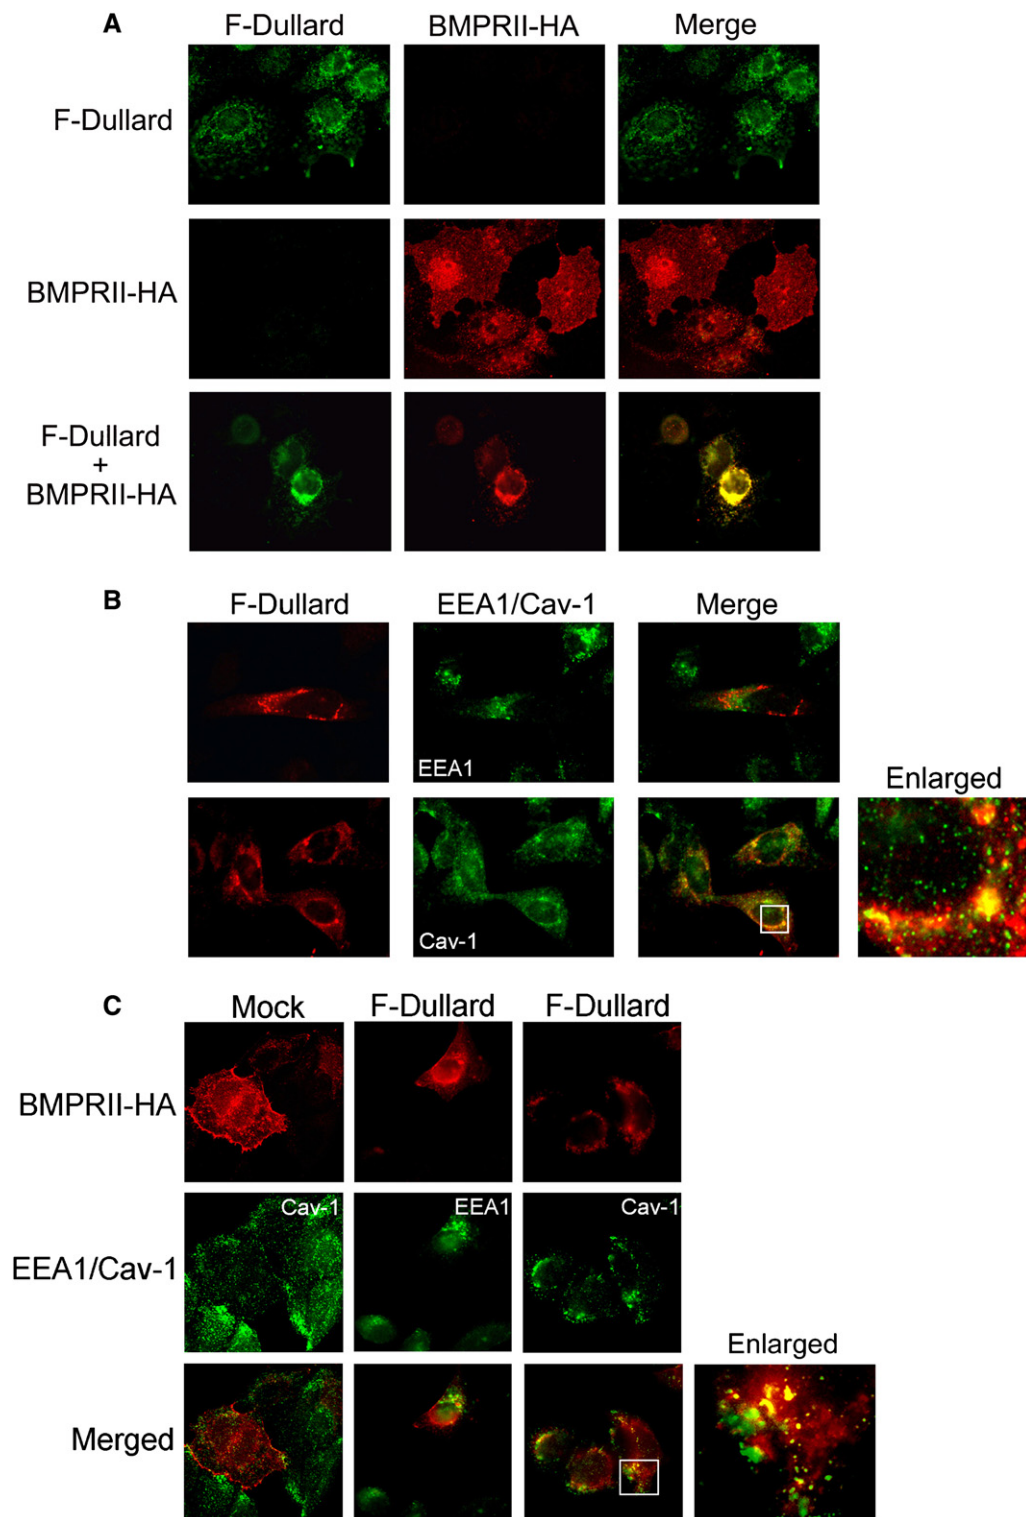 A
F-Dullard BMPRII-HA Merge
F-Dullard
BMPRII-HA
F-Dullard
+
BMPRII-HA
B
F-Dullard EEA1/Cav-1 Merge
EEA1
Enlarged
Cav-1
C
Mock F-Dullard F-Dullard
BMPRII-HA
Cav-1 EEA1 Cav-1
EEA1/Cav-1
Enlarged
Merged